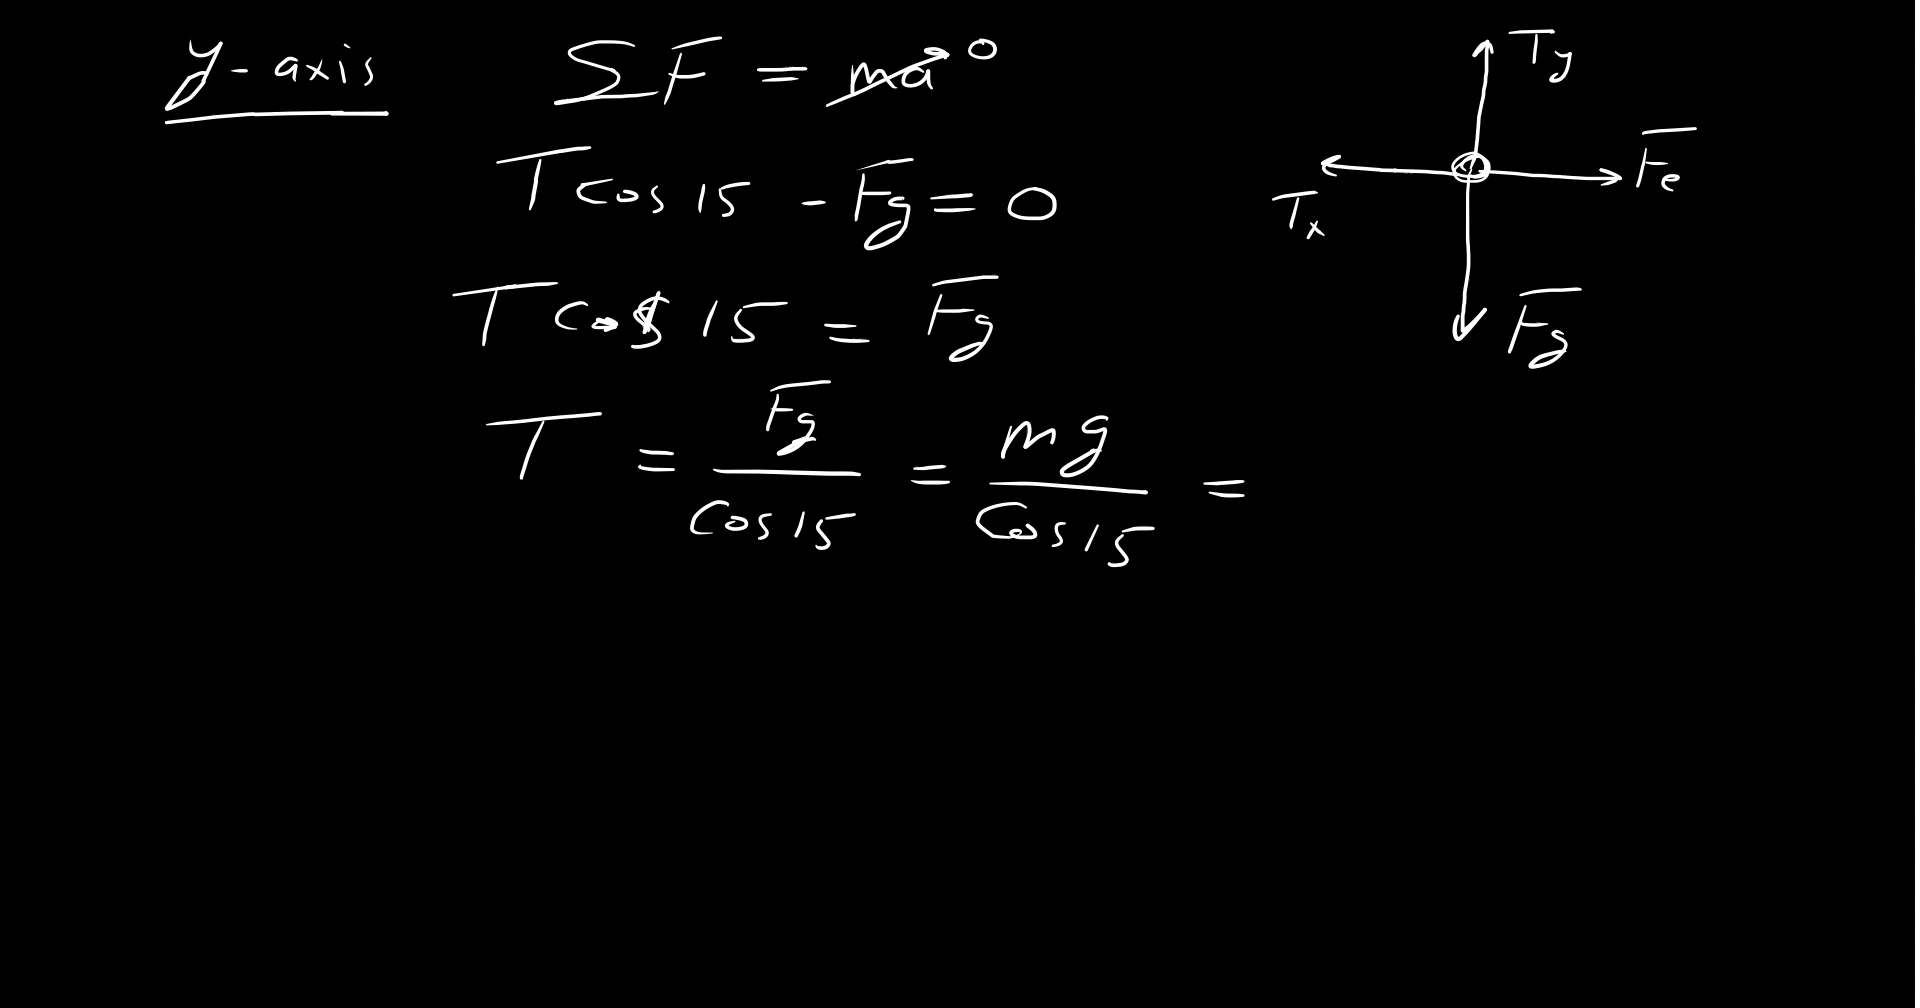 y-axis ΣF = ma 0
T cos 15 - Fg = 0
T cos 15 = Fg
T = Fg / cos 15 = mg / cos 15 =
Ty
Fe
Tx
Fg